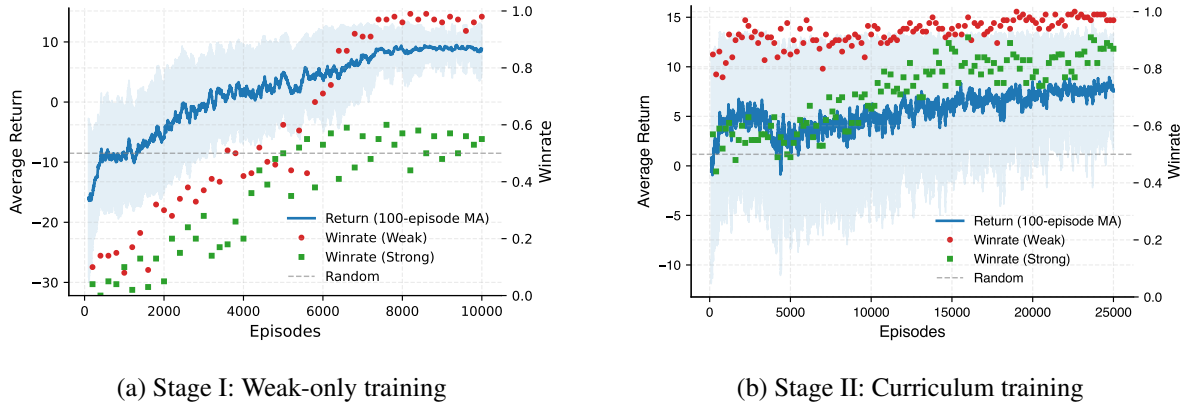 10
0
−10
−20
−30
Average Return
0
2000
4000
6000
8000
10000
Episodes
1.0
0.8
0.6
0.4
0.2
0.0
Winrate
Return (100-episode MA)
Winrate (Weak)
Winrate (Strong)
Random
(a) Stage I: Weak-only training
15
10
5
0
−5
−10
Average Return
0
5000
10000
15000
20000
25000
Episodes
1.0
0.8
0.6
0.4
0.2
0.0
Winrate
Return (100-episode MA)
Winrate (Weak)
Winrate (Strong)
Random
(b) Stage II: Curriculum training